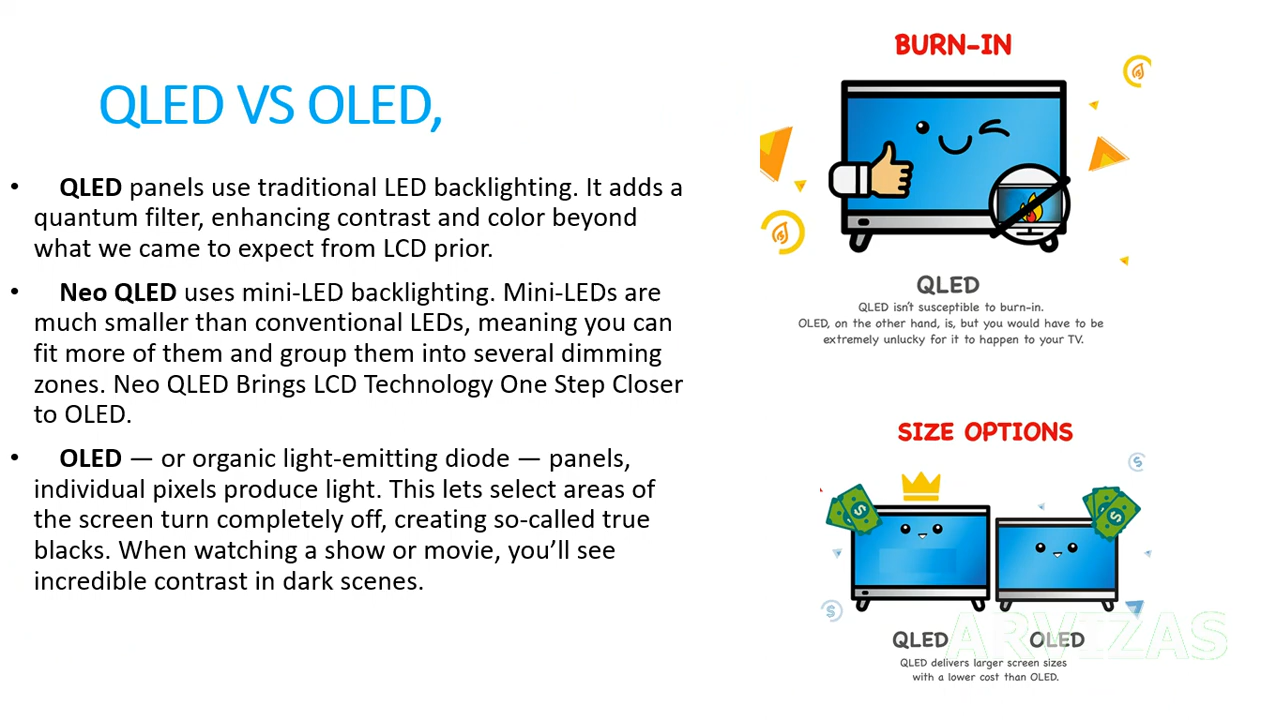 QLED VS OLED,
• QLED panels use traditional LED backlighting. It adds a
quantum filter, enhancing contrast and color beyond
what we came to expect from LCD prior.
• Neo QLED uses mini-LED backlighting. Mini-LEDs are
much smaller than conventional LEDs, meaning you can
fit more of them and group them into several dimming
zones. Neo QLED Brings LCD Technology One Step Closer
to OLED.
• OLED — or organic light-emitting diode — panels,
individual pixels produce light. This lets select areas of
the screen turn completely off, creating so-called true
blacks. When watching a show or movie, you’ll see
incredible contrast in dark scenes.
BURN-IN
QLED
QLED isn't susceptible to burn-in.
OLED, on the other hand, is, but you would have to be
extremely unlucky for it to happen to your TV.
SIZE OPTIONS
QLED
OLED
QLED delivers larger screen sizes
with a lower cost than OLED.
ARVIZAS